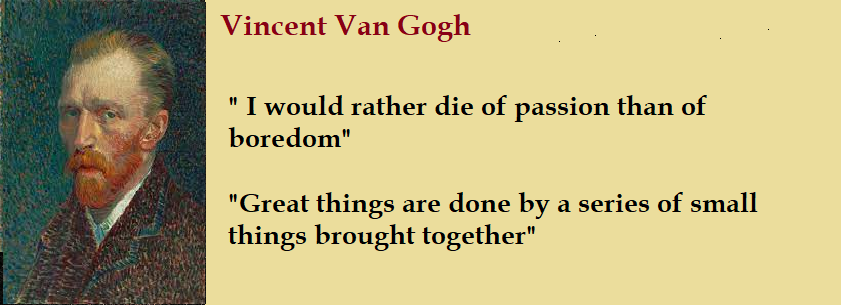 Vincent Van Gogh
" I would rather die of passion than of
boredom"
"Great things are done by a series of small
things brought together"